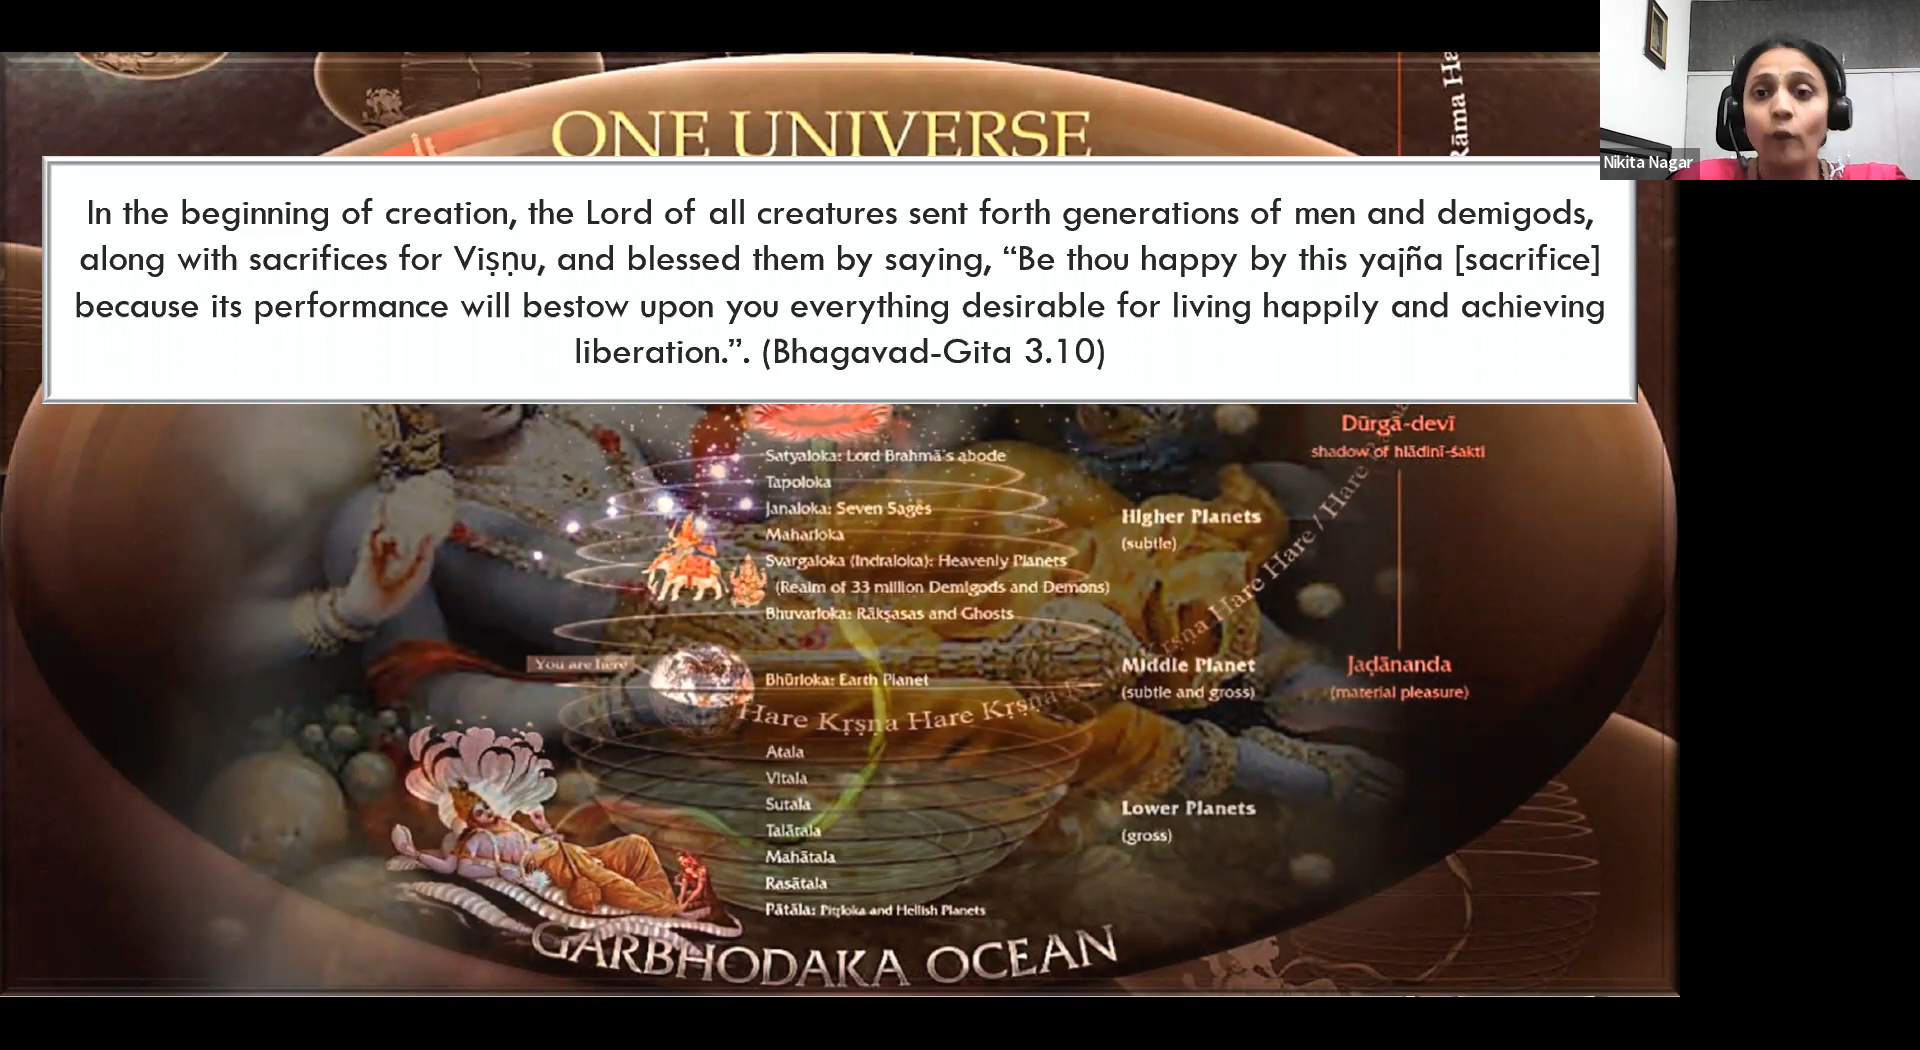 ONE UNIVERSE
Rāma Ha
Nikita Nagar
In the beginning of creation, the Lord of all creatures sent forth generations of men and demigods,
along with sacrifices for Viṣṇu, and blessed them by saying, “Be thou happy by this yajña [sacrifice]
because its performance will bestow upon you everything desirable for living happily and achieving
liberation.”. (Bhagavad-Gita 3.10)
Dūrgā-devī
shadow of hlādinī-śakti
Satyaloka: Lord Brahmā's abode
Tapoloka
Janaloka: Seven Sages
Maharloka
Svargaloka (Indraloka): Heavenly Planets
(Realm of 33 million Demigods and Demons)
Bhuvarloka: Rākṣasas and Ghosts
Higher Planets
(subtle)
You are here
Bhūrloka: Earth Planet
Middle Planet
(subtle and gross)
Jaḍānanda
(material pleasure)
Hare Kṛṣṇa Hare Kṛṣṇa Kṛṣṇa Hare Hare / Hare
Atala
Vitala
Sutala
Talātala
Mahātala
Rasātala
Pātāla: Pitṛloka and Hellish Planets
Lower Planets
(gross)
GARBHODAKA OCEAN